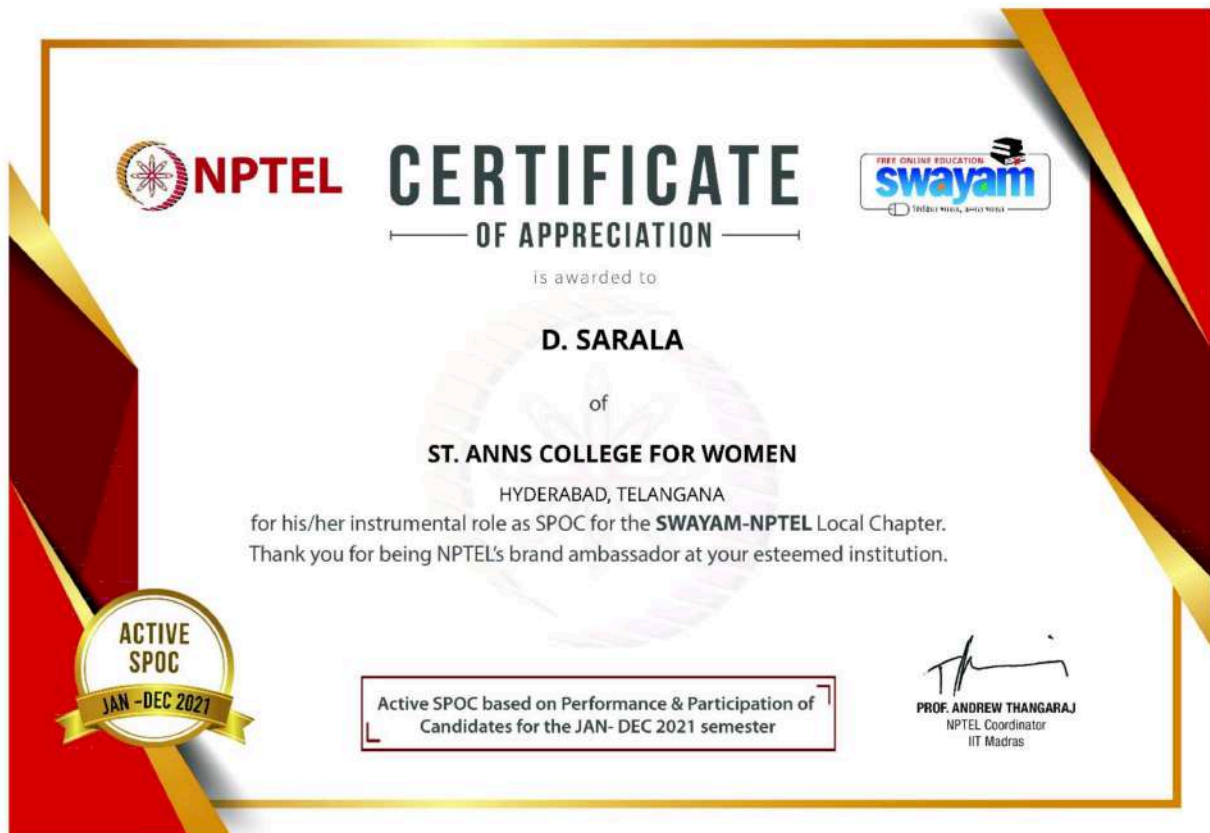 NPTEL
CERTIFICATE
OF APPRECIATION
FREE ONLINE EDUCATION
swayam
is awarded to
D. SARALA
of
ST. ANNS COLLEGE FOR WOMEN
HYDERABAD, TELANGANA
for his/her instrumental role as SPOC for the SWAYAM-NPTEL Local Chapter.
Thank you for being NPTEL's brand ambassador at your esteemed institution.
ACTIVE
SPOC
JAN -DEC 2021
Active SPOC based on Performance & Participation of
Candidates for the JAN- DEC 2021 semester
PROF. ANDREW THANGARAJ
NPTEL Coordinator
IIT Madras